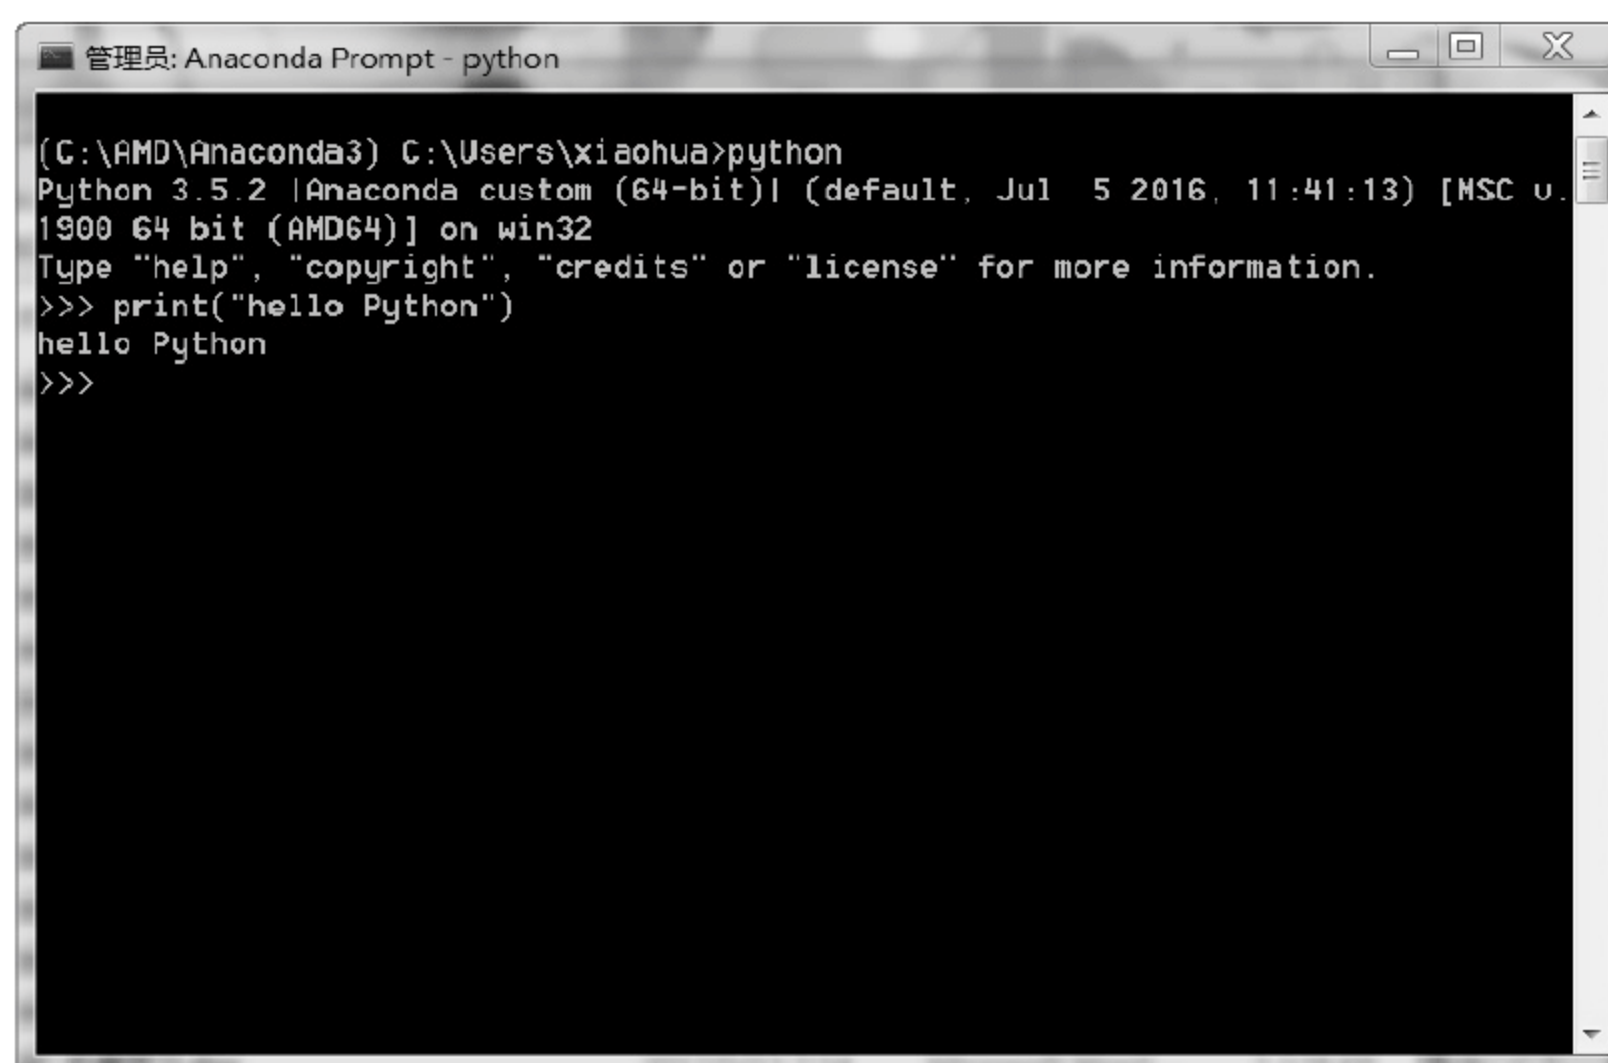 管理员: Anaconda Prompt - python
(C:\AMD\Anaconda3) C:\Users\xiaohua>python
Python 3.5.2 |Anaconda custom (64-bit)| (default, Jul  5 2016, 11:41:13) [MSC v.
1900 64 bit (AMD64)] on win32
Type "help", "copyright", "credits" or "license" for more information.
>>> print("hello Python")
hello Python
>>>